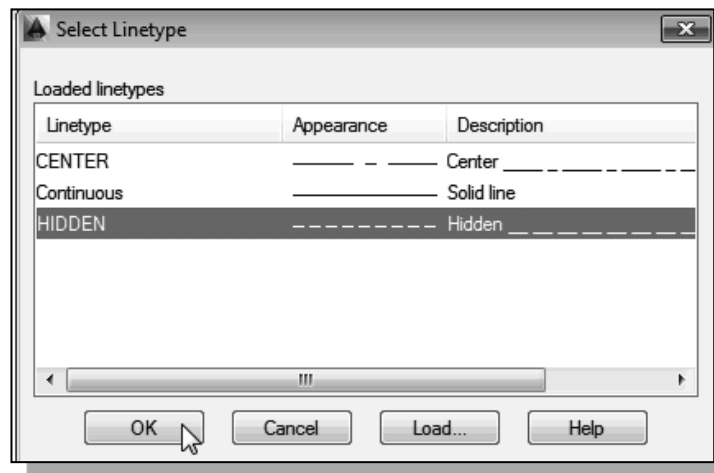 Select Linetype
Loaded linetypes
Linetype Appearance Description
CENTER Center
Continuous Solid line
HIDDEN Hidden
OK Cancel Load... Help